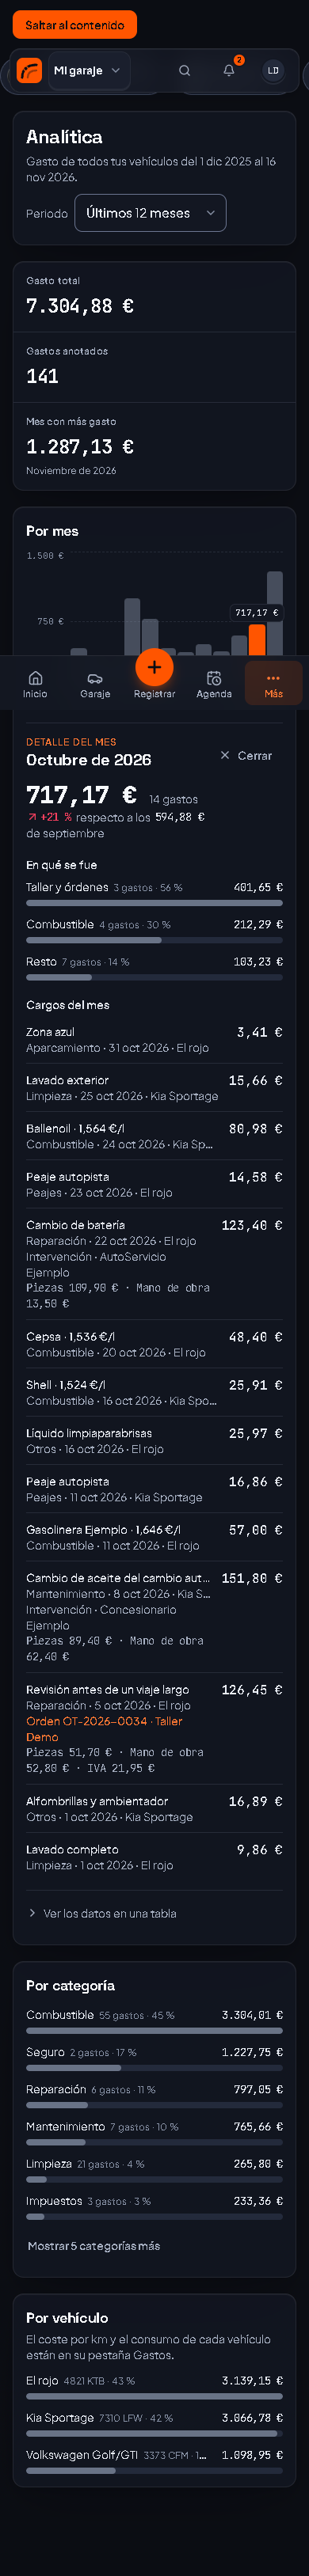 Saltar al contenido
Mi garaje
2
LD
Analítica
Gasto de todos tus vehículos del 1 dic 2025 al 16
nov 2026.
Periodo
Últimos 12 meses
Gasto total
7.304,88 €
Gastos anotados
141
Mes con más gasto
1.287,13 €
Noviembre de 2026
Por mes
1.500 €
717,17 €
750 €
Inicio
Garaje
Registrar
Agenda
Más
DETALLE DEL MES
Octubre de 2026
Cerrar
717,17 € 14 gastos
+21 % respecto a los 594,88 €
de septiembre
En qué se fue
Taller y órdenes 3 gastos · 56 % 401,65 €
Combustible 4 gastos · 30 % 212,29 €
Resto 7 gastos · 14 % 103,23 €
Cargos del mes
Zona azul 3,41 €
Aparcamiento · 31 oct 2026 · El rojo
Lavado exterior 15,66 €
Limpieza · 25 oct 2026 · Kia Sportage
Ballenoil · 1,564 €/l 80,98 €
Combustible · 24 oct 2026 · Kia Sp...
Peaje autopista 14,58 €
Peajes · 23 oct 2026 · El rojo
Cambio de batería 123,40 €
Reparación · 22 oct 2026 · El rojo
Intervención · AutoServicio
Ejemplo
Piezas 109,90 € · Mano de obra
13,50 €
Cepsa · 1,536 €/l 48,40 €
Combustible · 20 oct 2026 · El rojo
Shell · 1,524 €/l 25,91 €
Combustible · 16 oct 2026 · Kia Spo...
Líquido limpiaparabrisas 25,97 €
Otros · 16 oct 2026 · El rojo
Peaje autopista 16,86 €
Peajes · 11 oct 2026 · Kia Sportage
Gasolinera Ejemplo · 1,646 €/l 57,00 €
Combustible · 11 oct 2026 · El rojo
Cambio de aceite del cambio aut... 151,80 €
Mantenimiento · 8 oct 2026 · Kia S...
Intervención · Concesionario
Ejemplo
Piezas 89,40 € · Mano de obra
62,40 €
Revisión antes de un viaje largo 126,45 €
Reparación · 5 oct 2026 · El rojo
Orden OT-2026-0034 · Taller
Demo
Piezas 51,70 € · Mano de obra
52,80 € · IVA 21,95 €
Alfombrillas y ambientador 16,89 €
Otros · 1 oct 2026 · Kia Sportage
Lavado completo 9,86 €
Limpieza · 1 oct 2026 · El rojo
Ver los datos en una tabla
Por categoría
Combustible 55 gastos · 45 % 3.304,01 €
Seguro 2 gastos · 17 % 1.227,75 €
Reparación 6 gastos · 11 % 797,05 €
Mantenimiento 7 gastos · 10 % 765,66 €
Limpieza 21 gastos · 4 % 265,80 €
Impuestos 3 gastos · 3 % 233,36 €
Mostrar 5 categorías más
Por vehículo
El coste por km y el consumo de cada vehículo
están en su pestaña Gastos.
El rojo 4821 KTB · 43 % 3.139,15 €
Kia Sportage 7310 LFW · 42 % 3.066,78 €
Volkswagen Golf/GTI 3373 CFM · 1... 1.098,95 €